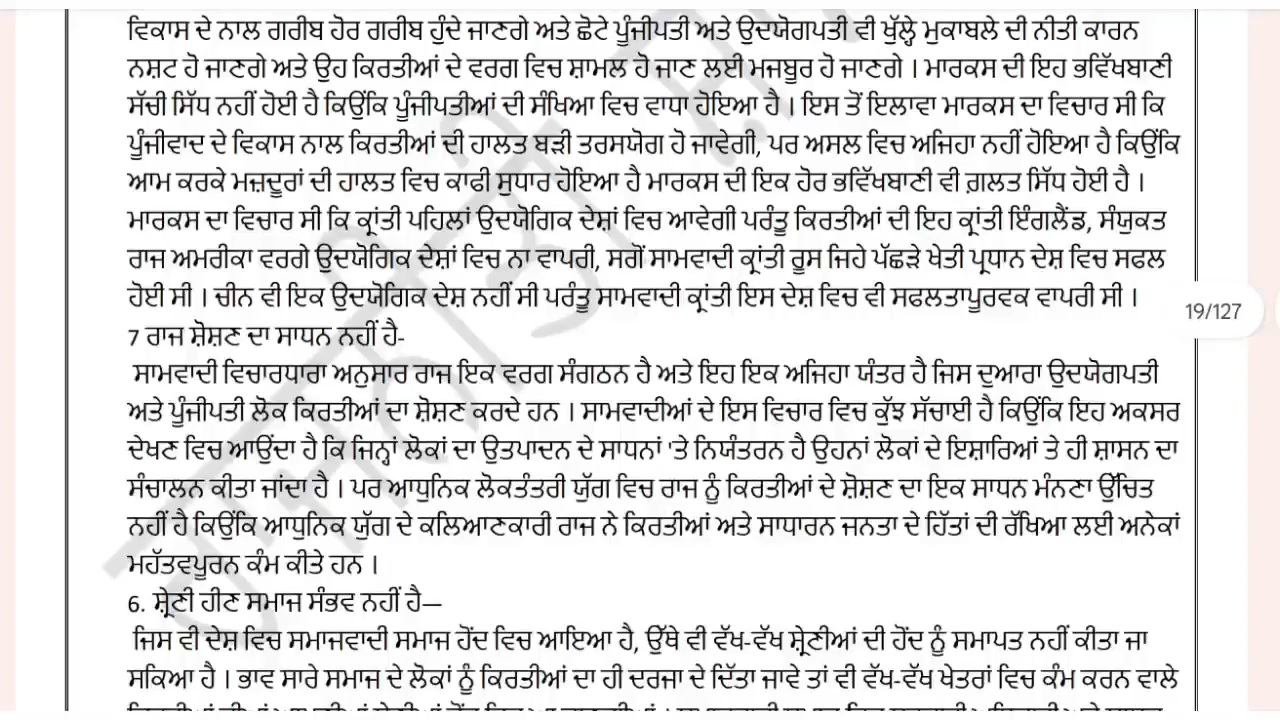 ਵਿਕਾਸ ਦੇ ਨਾਲ ਗਰੀਬ ਹੋਰ ਗਰੀਬ ਹੁੰਦੇ ਜਾਣਗੇ ਅਤੇ ਛੋਟੇ ਪੂੰਜੀਪਤੀ ਅਤੇ ਉਦਯੋਗਪਤੀ ਵੀ ਖੁੱਲ੍ਹੇ ਮੁਕਾਬਲੇ ਦੀ ਨੀਤੀ ਕਾਰਨ
ਨਸ਼ਟ ਹੋ ਜਾਣਗੇ ਅਤੇ ਉਹ ਕਿਰਤੀਆਂ ਦੇ ਵਰਗ ਵਿਚ ਸ਼ਾਮਲ ਹੋ ਜਾਣ ਲਈ ਮਜਬੂਰ ਹੋ ਜਾਣਗੇ । ਮਾਰਕਸ ਦੀ ਇਹ ਭਵਿੱਖਬਾਣੀ
ਸੱਚੀ ਸਿੱਧ ਨਹੀਂ ਹੋਈ ਹੈ ਕਿਉਂਕਿ ਪੂੰਜੀਪਤੀਆਂ ਦੀ ਸੰਖਿਆ ਵਿਚ ਵਾਧਾ ਹੋਇਆ ਹੈ । ਇਸ ਤੋਂ ਇਲਾਵਾ ਮਾਰਕਸ ਦਾ ਵਿਚਾਰ ਸੀ ਕਿ
ਪੂੰਜੀਵਾਦ ਦੇ ਵਿਕਾਸ ਨਾਲ ਕਿਰਤੀਆਂ ਦੀ ਹਾਲਤ ਬੜੀ ਤਰਸਯੋਗ ਹੋ ਜਾਵੇਗੀ, ਪਰ ਅਸਲ ਵਿਚ ਅਜਿਹਾ ਨਹੀਂ ਹੋਇਆ ਹੈ ਕਿਉਂਕਿ
ਆਮ ਕਰਕੇ ਮਜ਼ਦੂਰਾਂ ਦੀ ਹਾਲਤ ਵਿਚ ਕਾਫੀ ਸੁਧਾਰ ਹੋਇਆ ਹੈ ਮਾਰਕਸ ਦੀ ਇਕ ਹੋਰ ਭਵਿੱਖਬਾਣੀ ਵੀ ਗ਼ਲਤ ਸਿੱਧ ਹੋਈ ਹੈ ।
ਮਾਰਕਸ ਦਾ ਵਿਚਾਰ ਸੀ ਕਿ ਕ੍ਰਾਂਤੀ ਪਹਿਲਾਂ ਉਦਯੋਗਿਕ ਦੇਸ਼ਾਂ ਵਿਚ ਆਵੇਗੀ ਪਰੰਤੂ ਕਿਰਤੀਆਂ ਦੀ ਇਹ ਕ੍ਰਾਂਤੀ ਇੰਗਲੈਂਡ, ਸੰਯੁਕਤ
ਰਾਜ ਅਮਰੀਕਾ ਵਰਗੇ ਉਦਯੋਗਿਕ ਦੇਸ਼ਾਂ ਵਿਚ ਨਾ ਵਾਪਰੀ, ਸਗੋਂ ਸਾਮਵਾਦੀ ਕ੍ਰਾਂਤੀ ਰੂਸ ਜਿਹੇ ਪੱਛੜੇ ਖੇਤੀ ਪ੍ਰਧਾਨ ਦੇਸ਼ ਵਿਚ ਸਫਲ
ਹੋਈ ਸੀ । ਚੀਨ ਵੀ ਇਕ ਉਦਯੋਗਿਕ ਦੇਸ਼ ਨਹੀਂ ਸੀ ਪਰੰਤੂ ਸਾਮਵਾਦੀ ਕ੍ਰਾਂਤੀ ਇਸ ਦੇਸ਼ ਵਿਚ ਵੀ ਸਫਲਤਾਪੂਰਵਕ ਵਾਪਰੀ ਸੀ ।
19/127
7 ਰਾਜ ਸ਼ੋਸ਼ਣ ਦਾ ਸਾਧਨ ਨਹੀਂ ਹੈ-
ਸਾਮਵਾਦੀ ਵਿਚਾਰਧਾਰਾ ਅਨੁਸਾਰ ਰਾਜ ਇਕ ਵਰਗ ਸੰਗਠਨ ਹੈ ਅਤੇ ਇਹ ਇਕ ਅਜਿਹਾ ਯੰਤਰ ਹੈ ਜਿਸ ਦੁਆਰਾ ਉਦਯੋਗਪਤੀ
ਅਤੇ ਪੂੰਜੀਪਤੀ ਲੋਕ ਕਿਰਤੀਆਂ ਦਾ ਸ਼ੋਸ਼ਣ ਕਰਦੇ ਹਨ । ਸਾਮਵਾਦੀਆਂ ਦੇ ਇਸ ਵਿਚਾਰ ਵਿਚ ਕੁੱਝ ਸੱਚਾਈ ਹੈ ਕਿਉਂਕਿ ਇਹ ਅਕਸਰ
ਦੇਖਣ ਵਿਚ ਆਉਂਦਾ ਹੈ ਕਿ ਜਿਨ੍ਹਾਂ ਲੋਕਾਂ ਦਾ ਉਤਪਾਦਨ ਦੇ ਸਾਧਨਾਂ 'ਤੇ ਨਿਯੰਤਰਨ ਹੈ ਉਹਨਾਂ ਲੋਕਾਂ ਦੇ ਇਸ਼ਾਰਿਆਂ ਤੇ ਹੀ ਸ਼ਾਸਨ ਦਾ
ਸੰਚਾਲਨ ਕੀਤਾ ਜਾਂਦਾ ਹੈ । ਪਰ ਆਧੁਨਿਕ ਲੋਕਤੰਤਰੀ ਯੁੱਗ ਵਿਚ ਰਾਜ ਨੂੰ ਕਿਰਤੀਆਂ ਦੇ ਸ਼ੋਸ਼ਣ ਦਾ ਇਕ ਸਾਧਨ ਮੰਨਣਾ ਉੱਚਿਤ
ਨਹੀਂ ਹੈ ਕਿਉਂਕਿ ਆਧੁਨਿਕ ਯੁੱਗ ਦੇ ਕਲਿਆਣਕਾਰੀ ਰਾਜ ਨੇ ਕਿਰਤੀਆਂ ਅਤੇ ਸਾਧਾਰਨ ਜਨਤਾ ਦੇ ਹਿੱਤਾਂ ਦੀ ਰੱਖਿਆ ਲਈ ਅਨੇਕਾਂ
ਮਹੱਤਵਪੂਰਨ ਕੰਮ ਕੀਤੇ ਹਨ ।
6. ਸ਼੍ਰੇਣੀ ਹੀਣ ਸਮਾਜ ਸੰਭਵ ਨਹੀਂ ਹੈ—
ਜਿਸ ਵੀ ਦੇਸ਼ ਵਿਚ ਸਮਾਜਵਾਦੀ ਸਮਾਜ ਹੋਂਦ ਵਿਚ ਆਇਆ ਹੈ, ਉੱਥੇ ਵੀ ਵੱਖ-ਵੱਖ ਸ਼੍ਰੇਣੀਆਂ ਦੀ ਹੋਂਦ ਨੂੰ ਸਮਾਪਤ ਨਹੀਂ ਕੀਤਾ ਜਾ
ਸਕਿਆ ਹੈ । ਭਾਵ ਸਾਰੇ ਸਮਾਜ ਦੇ ਲੋਕਾਂ ਨੂੰ ਕਿਰਤੀਆਂ ਦਾ ਹੀ ਦਰਜਾ ਦੇ ਦਿੱਤਾ ਜਾਵੇ ਤਾਂ ਵੀ ਵੱਖ-ਵੱਖ ਖੇਤਰਾਂ ਵਿਚ ਕੰਮ ਕਰਨ ਵਾਲੇ